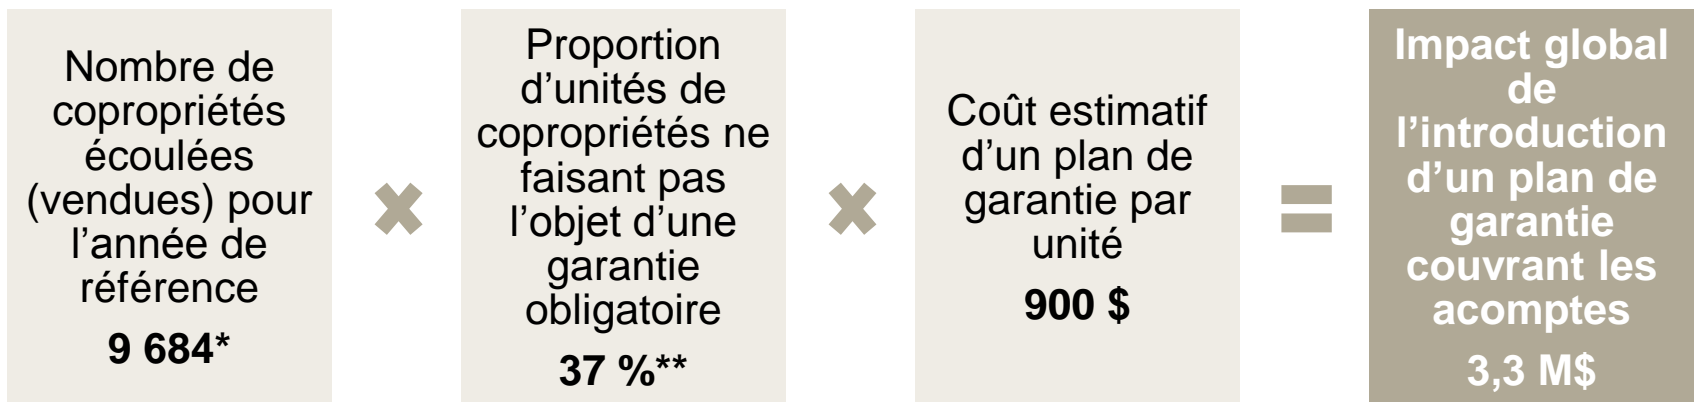 Nombre de
copropriétés
écoulées
(vendues) pour
l’année de
référence
9 684*
Proportion
d’unités de
copropriétés ne
faisant pas
l’objet d’une
garantie
obligatoire
37 %**
Coût estimatif
d’un plan de
garantie par
unité
900 $
Impact global
de
l’introduction
d’un plan de
garantie
couvrant les
acomptes
3,3 M$